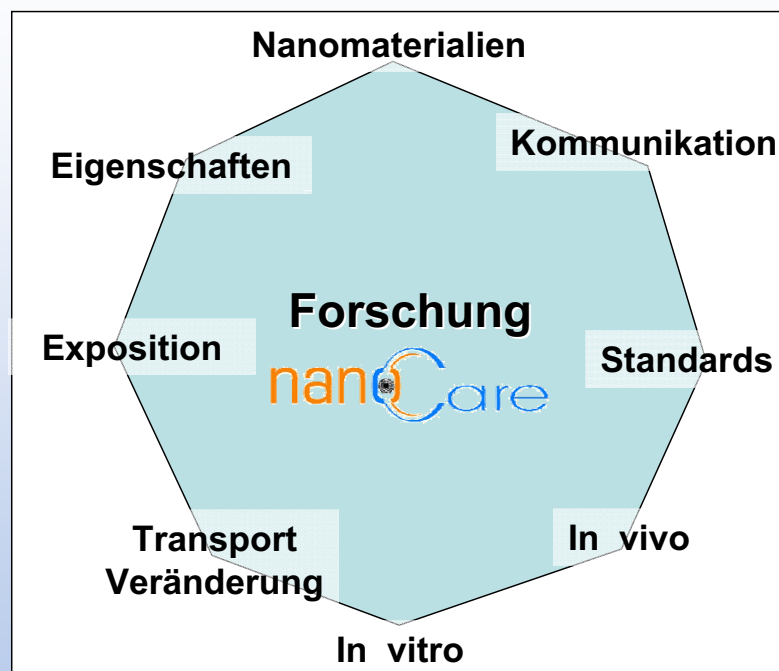 Nanomaterialien
Kommunikation
Eigenschaften
Forschung
Exposition
Standards
nanoCare
Transport
Veränderung
In vivo
In vitro